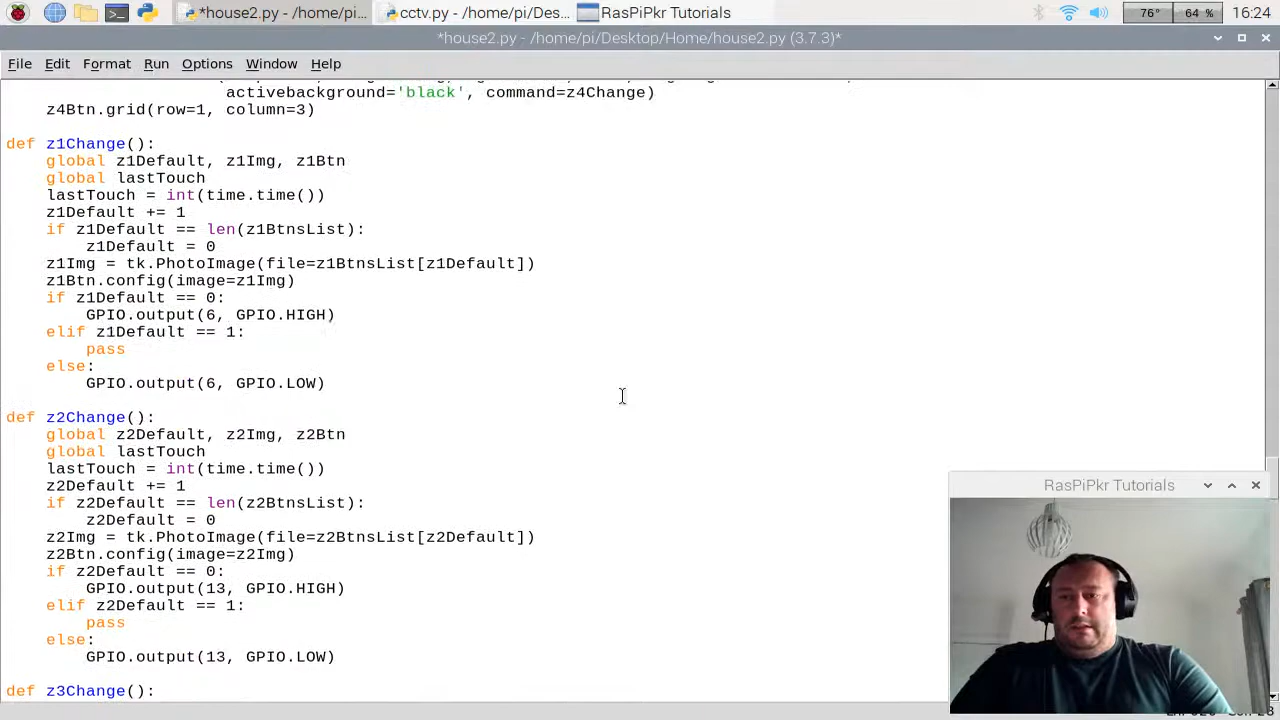 *house2.py - /home/pi...
cctv.py - /home/pi/Des...
RasPiPkr Tutorials
76°
64 %
16:24
*house2.py - /home/pi/Desktop/Home/house2.py (3.7.3)*
File Edit Format Run Options Window Help
activebackground='black', command=z4Change)
z4Btn.grid(row=1, column=3)
def z1Change():
global z1Default, z1Img, z1Btn
global lastTouch
lastTouch = int(time.time())
z1Default += 1
if z1Default == len(z1BtnsList):
z1Default = 0
z1Img = tk.PhotoImage(file=z1BtnsList[z1Default])
z1Btn.config(image=z1Img)
if z1Default == 0:
GPIO.output(6, GPIO.HIGH)
elif z1Default == 1:
pass
else:
GPIO.output(6, GPIO.LOW)
def z2Change():
global z2Default, z2Img, z2Btn
global lastTouch
lastTouch = int(time.time())
z2Default += 1
if z2Default == len(z2BtnsList):
z2Default = 0
z2Img = tk.PhotoImage(file=z2BtnsList[z2Default])
z2Btn.config(image=z2Img)
if z2Default == 0:
GPIO.output(13, GPIO.HIGH)
elif z2Default == 1:
pass
else:
GPIO.output(13, GPIO.LOW)
def z3Change():
RasPiPkr Tutorials